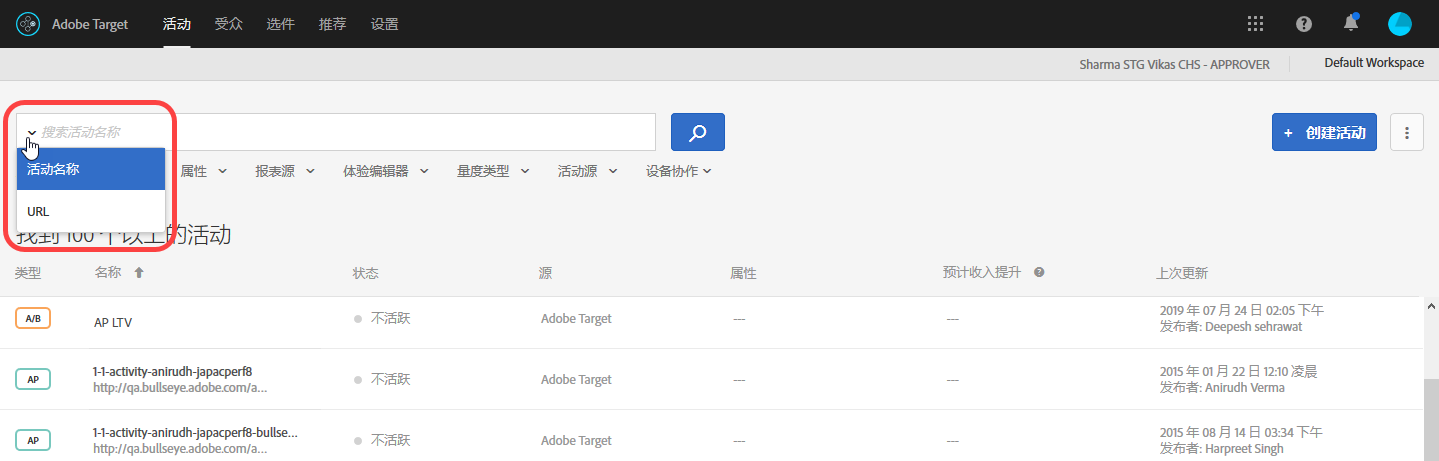 Adobe Target 活动 受众 选件 推荐 设置
Sharma STG Vikas CHS - APPROVER Default Workspace
搜索活动名称
+ 创建活动
活动名称
属性 报表源 体验编辑器 量度类型 活动源 设备协作
URL
找到 100 个以上的活动
类型 名称 状态 源 属性 预计收入提升 上次更新
A/B AP LTV 不活跃 Adobe Target --- --- 2019 年 07 月 24 日 02:05 下午
发布者: Deepesh sehrawat
AP 1-1-activity-anirudh-japacperf8 不活跃 Adobe Target --- --- 2015 年 01 月 22 日 12:10 凌晨
http://qa.bullseye.adobe.com/a... 发布者: Anirudh Verma
AP 1-1-activity-anirudh-japacperf8-bullse... 不活跃 Adobe Target --- --- 2015 年 08 月 14 日 03:34 下午
http://qa.bullseye.adobe.com/a... 发布者: Harpreet Singh